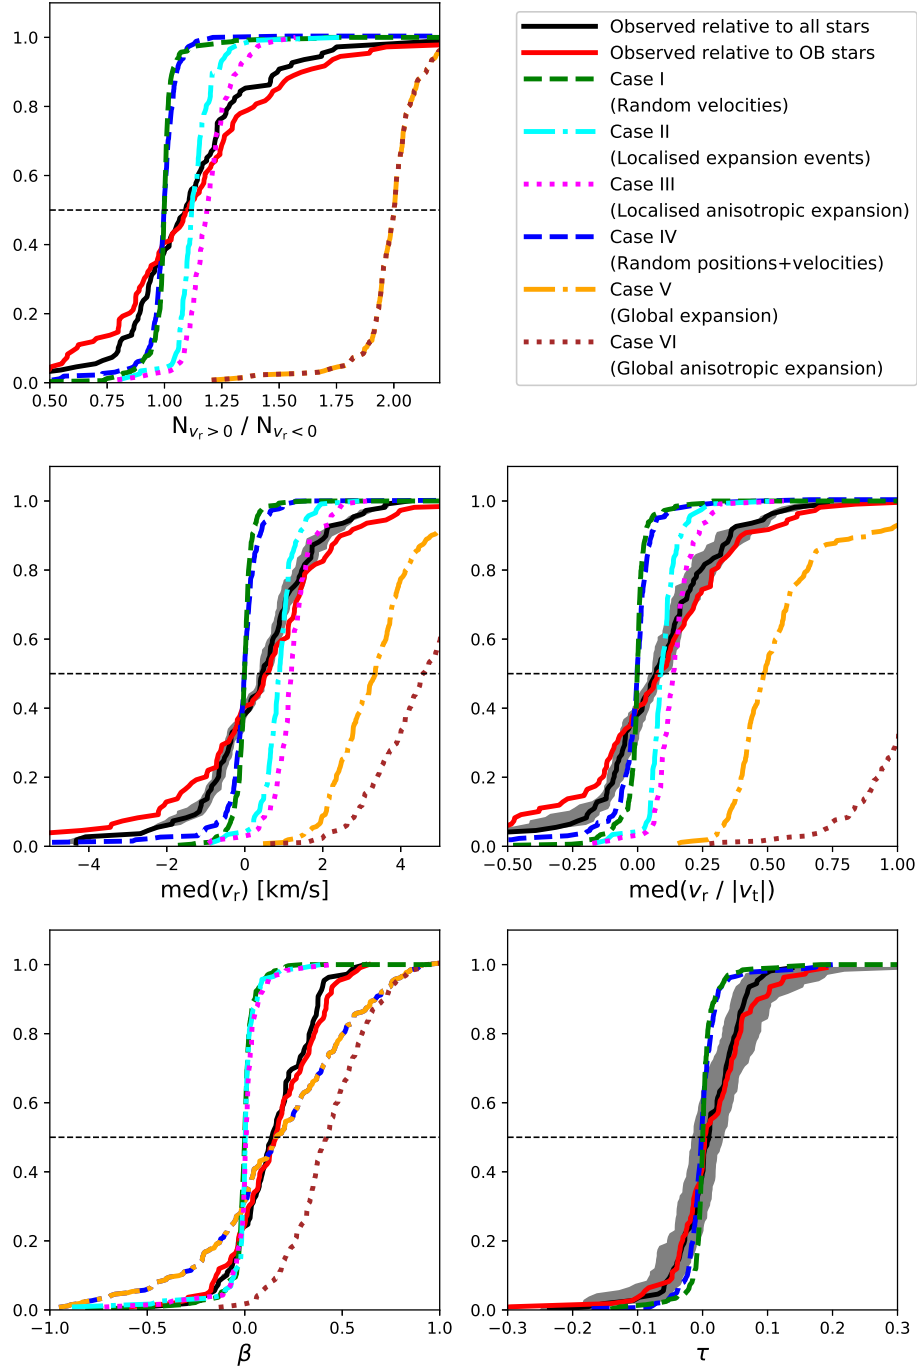 Observed relative to all stars
Observed relative to OB stars
Case I
(Random velocities)
Case II
(Localised expansion events)
Case III
(Localised anisotropic expansion)
Case IV
(Random positions+velocities)
Case V
(Global expansion)
Case VI
(Global anisotropic expansion)
1.0
0.8
0.6
0.4
0.2
0.0
0.50 0.75 1.00 1.25 1.50 1.75 2.00
N_{v_r>0} / N_{v_r<0}
1.0
0.8
0.6
0.4
0.2
0.0
−4 −2 0 2 4
med(v_r) [km/s]
1.0
0.8
0.6
0.4
0.2
0.0
−0.50 −0.25 0.00 0.25 0.50 0.75 1.00
med(v_r / |v_t|)
1.0
0.8
0.6
0.4
0.2
0.0
−1.0 −0.5 0.0 0.5 1.0
β
1.0
0.8
0.6
0.4
0.2
0.0
−0.3 −0.2 −0.1 0.0 0.1 0.2 0.3
τ